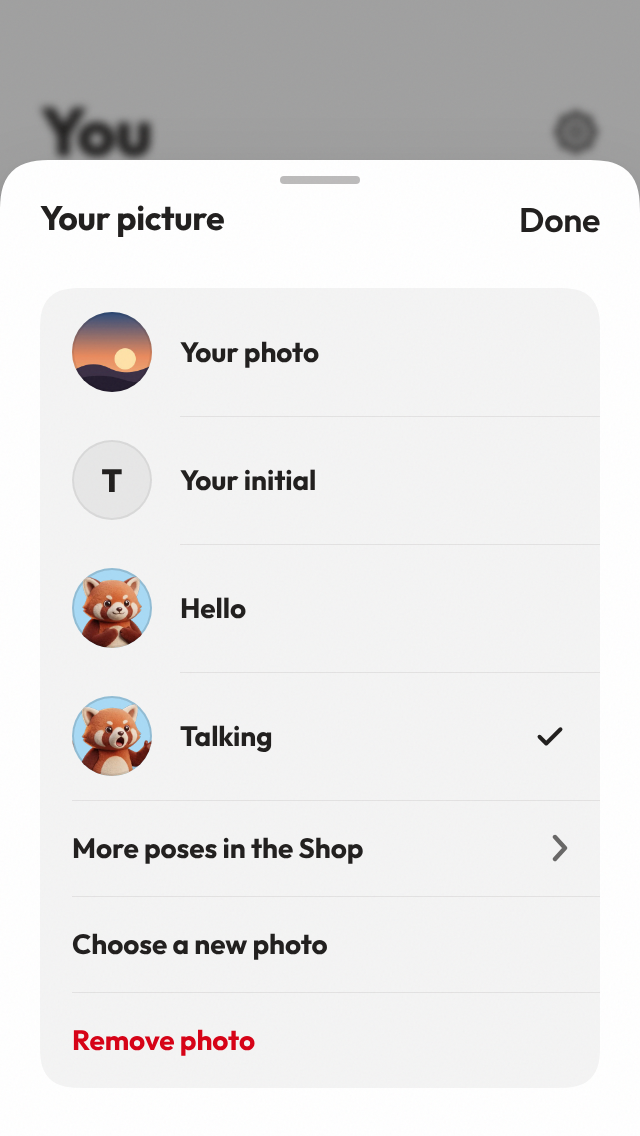 You
Your picture
Done
Your photo
T
Your initial
Hello
Talking
More poses in the Shop
Choose a new photo
Remove photo